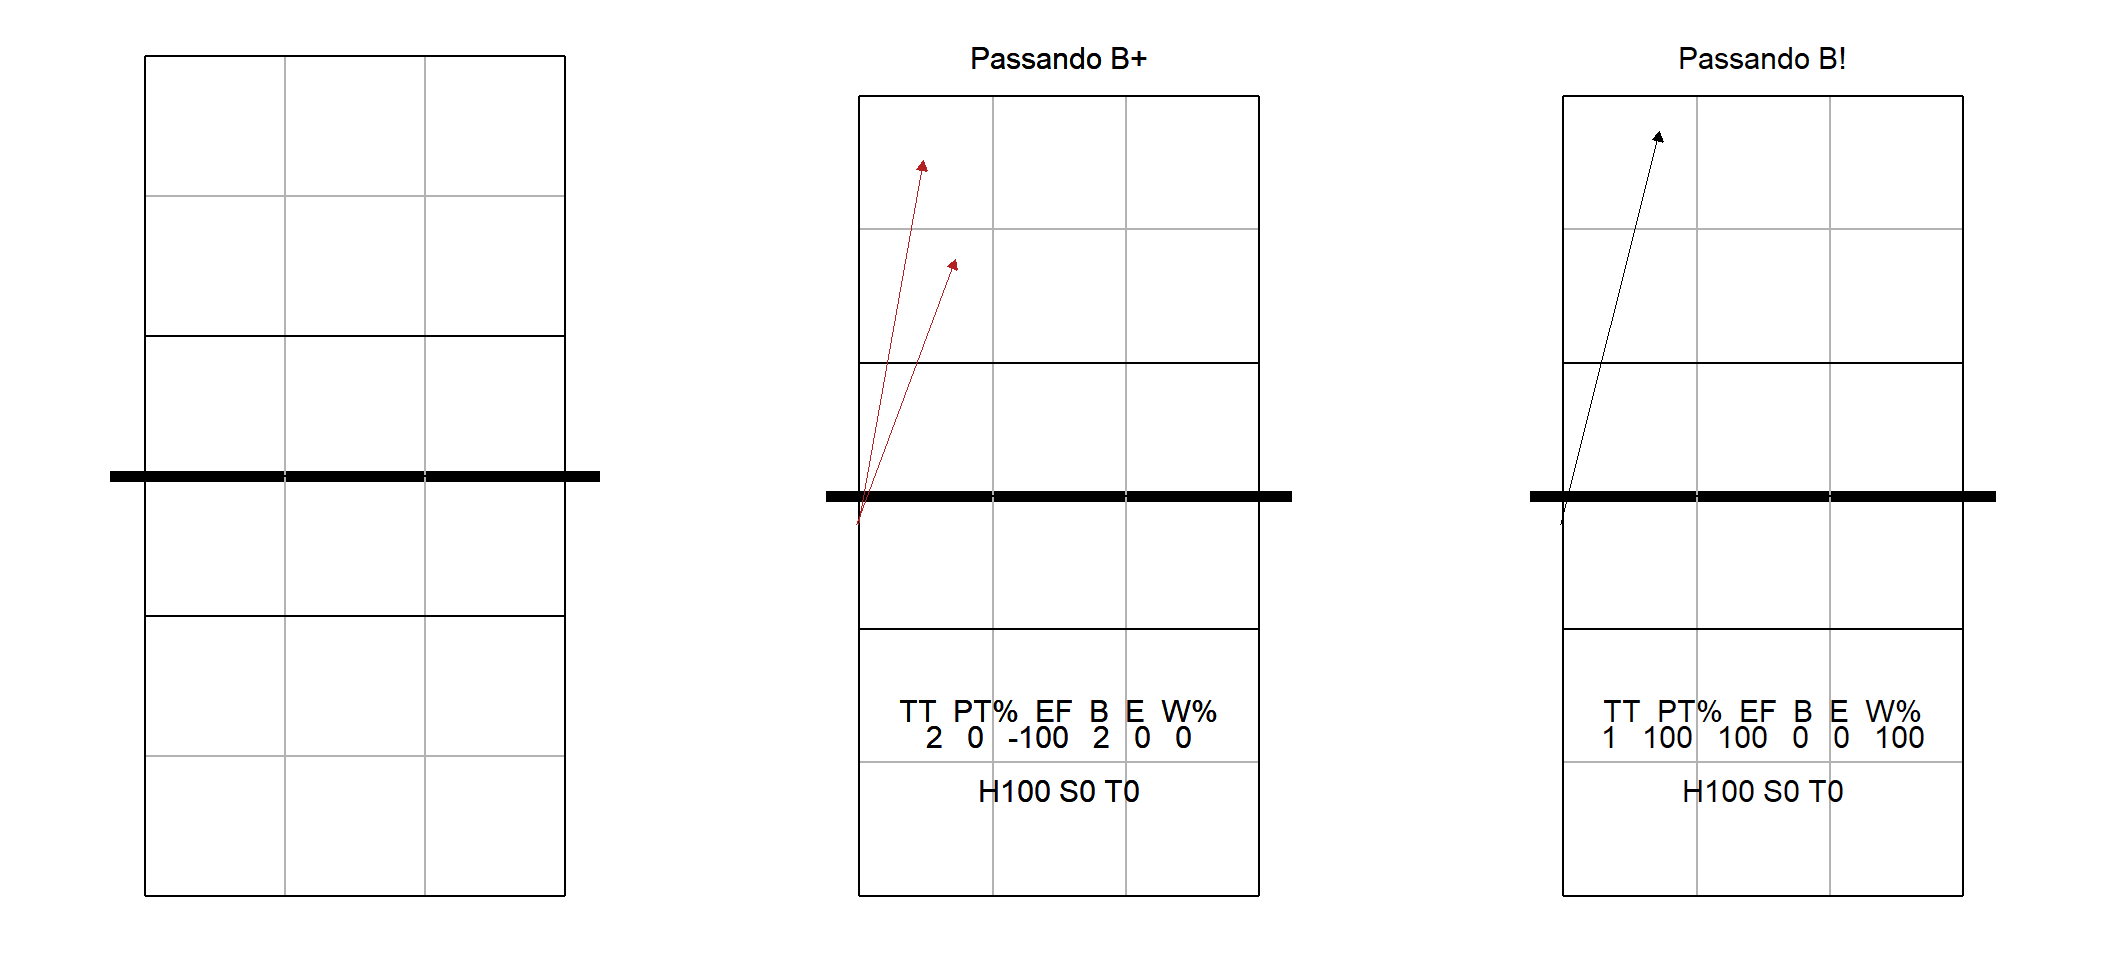 Passando B+
TT PT% EF B E W%
2 0 -100 2 0 0
H100 S0 T0
Passando B!
TT PT% EF B E W%
1 100 100 0 0 100
H100 S0 T0